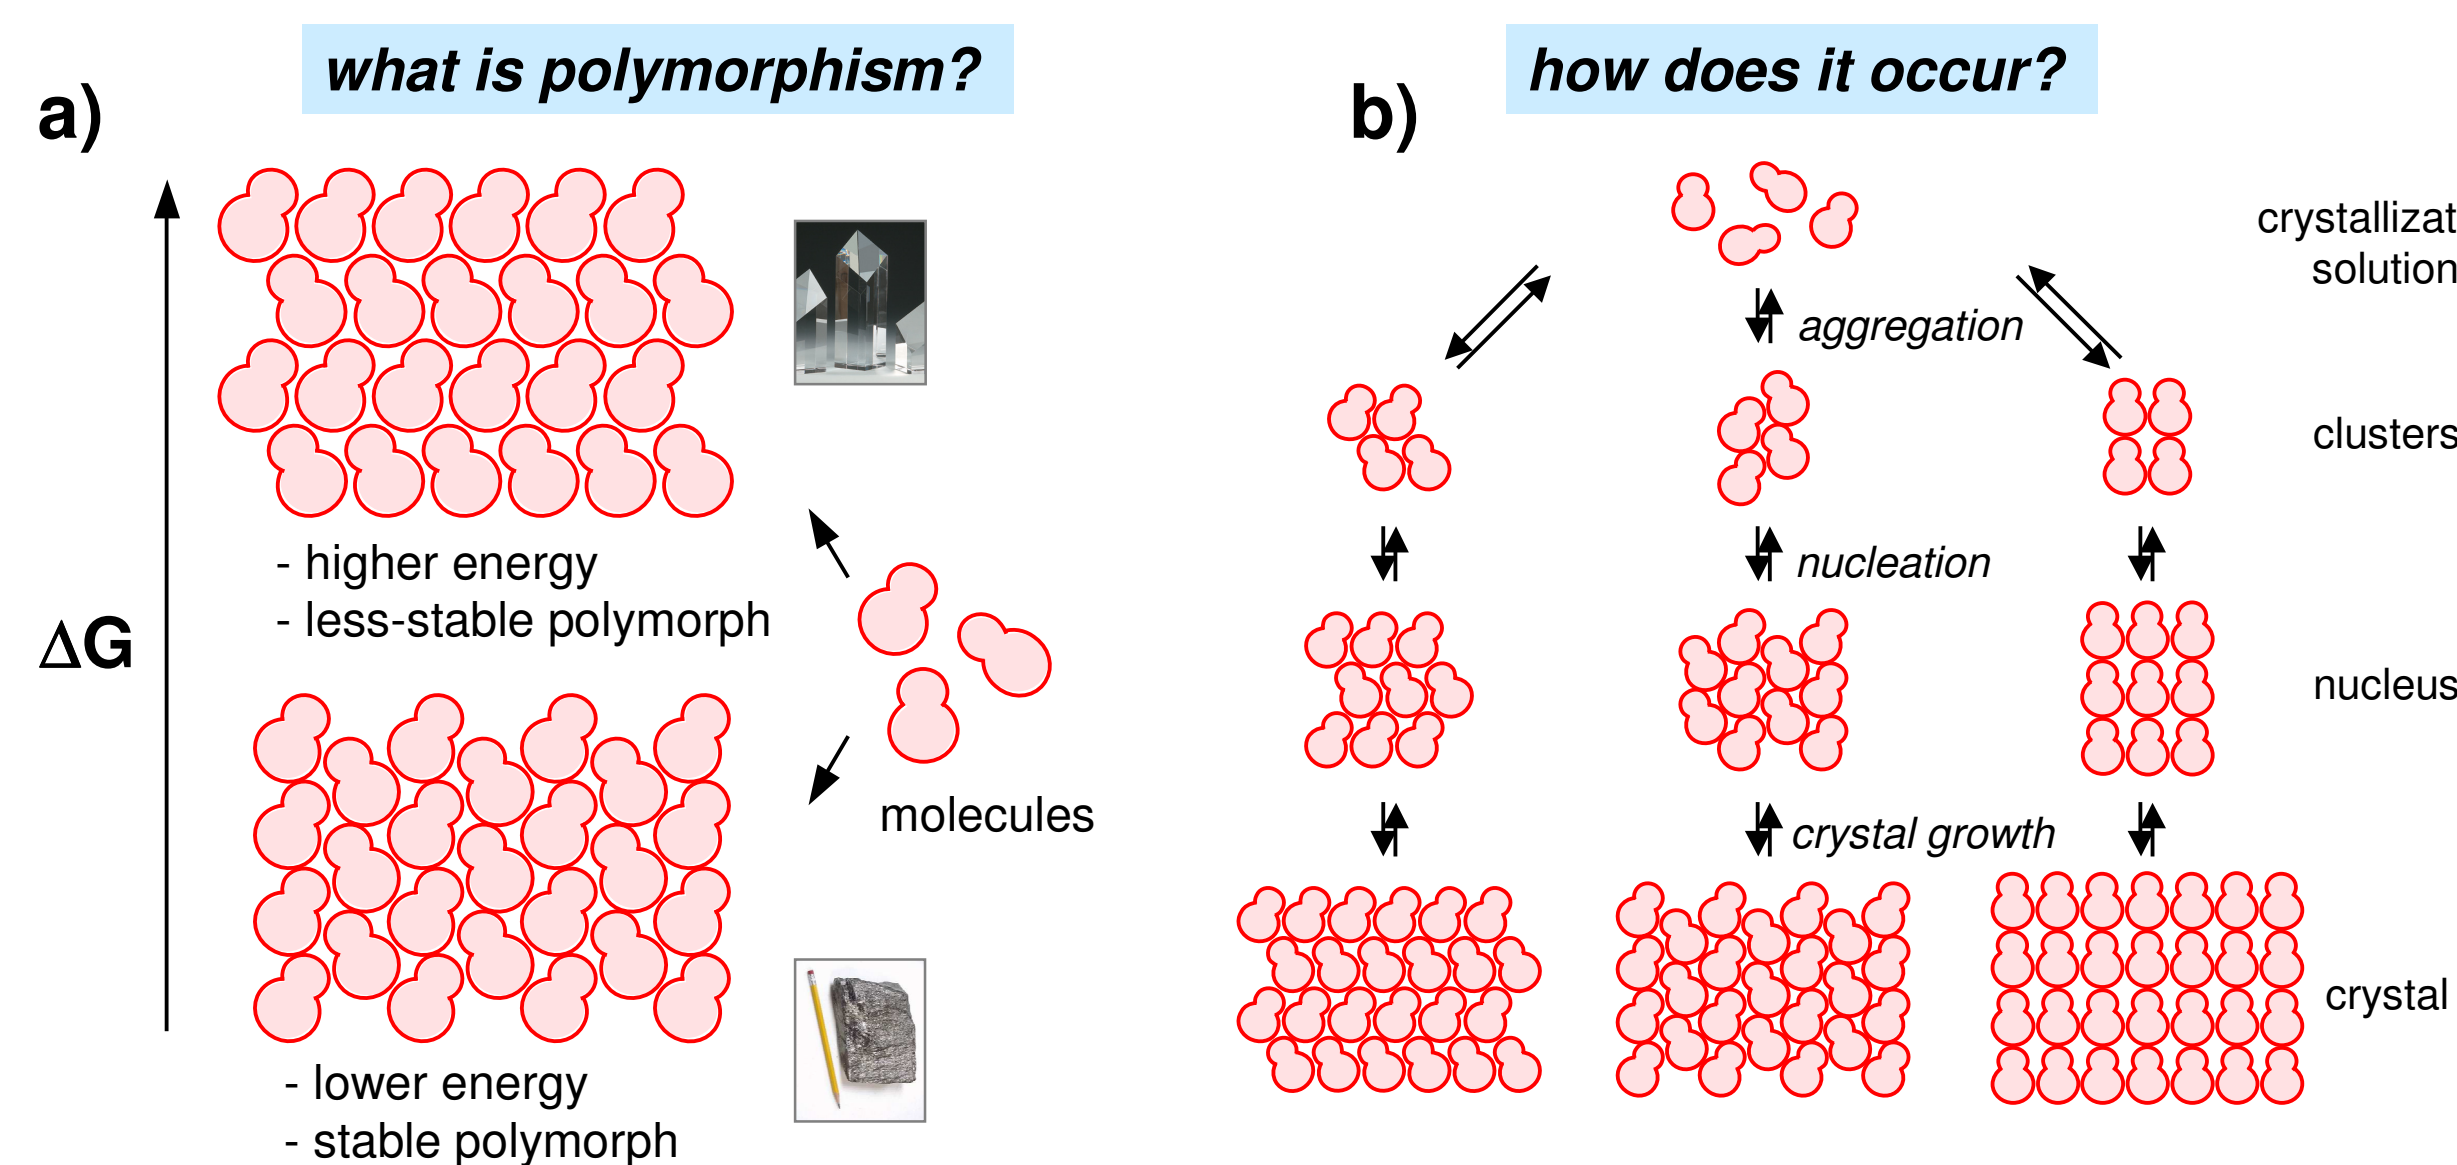 what is polymorphism?
a)
- higher energy
- less-stable polymorph
ΔG
molecules
- lower energy
- stable polymorph
how does it occur?
b)
crystallizat
solution
aggregation
clusters
nucleation
nucleus
crystal growth
crystal